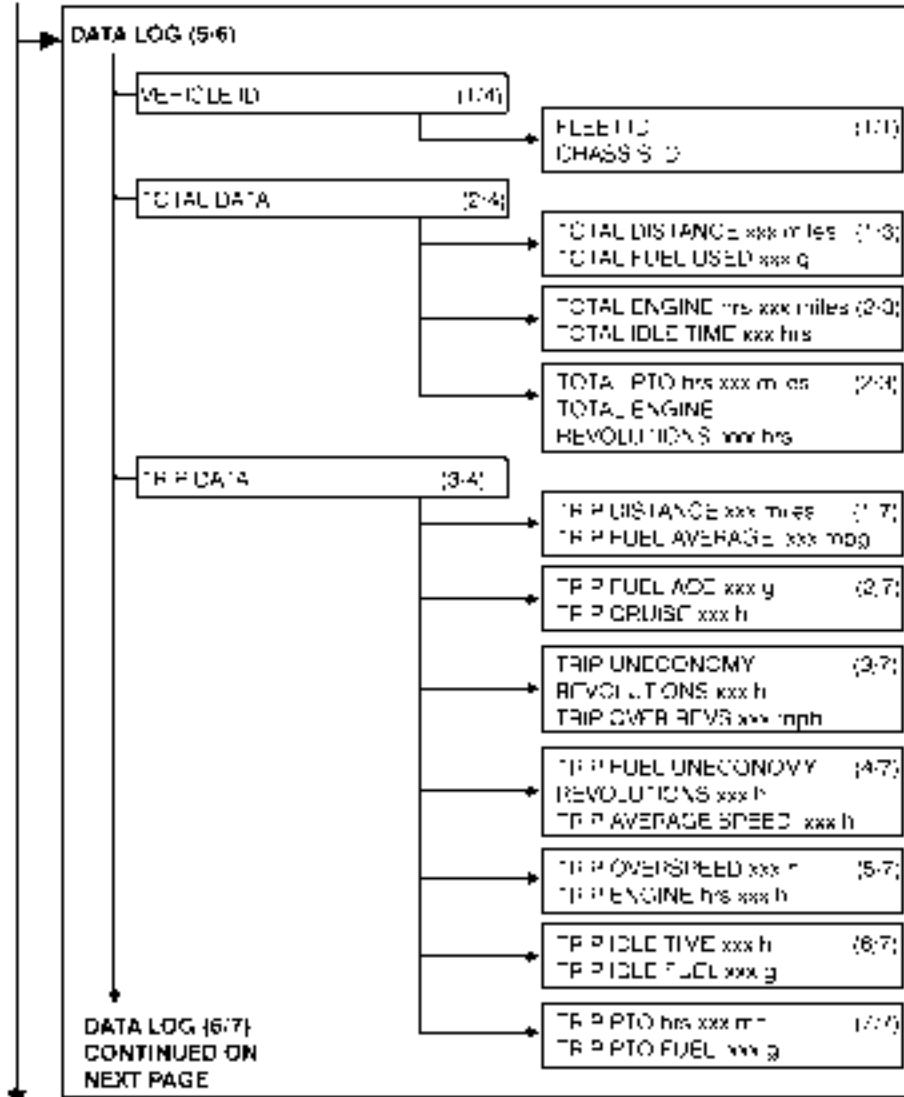 DATA LOG (5/6)
VEHICLE ID (1/4)
FLEET ID (1/1)
CHASSIS ID
TOTAL DATA (2/4)
TOTAL DISTANCE xxx miles (1/3)
TOTAL FUEL USED xxx g
TOTAL ENGINE hrs xxx miles (2/3)
TOTAL IDLE TIME xxx hrs
TOTAL PTO hrs xxx miles (2/3)
TOTAL ENGINE
REVOLUTIONS xxx hrs
TRIP DATA (3/4)
TRIP DISTANCE xxx miles (1/7)
TRIP FUEL AVERAGE xxx mpg
TRIP FUEL ACE xxx g (2/7)
TRIP CRUISE xxx h
TRIP UNECONOMY (3/7)
REVOLUTIONS xxx h
TRIP OVER REVS xxx mph
TRIP FUEL UNECONOMY (4/7)
REVOLUTIONS xxx h
TRIP AVERAGE SPEED xxx h
TRIP OVERSPEED xxx h (5/7)
TRIP ENGINE hrs xxx h
TRIP IDLE TIME xxx h (6/7)
TRIP IDLE FUEL xxx g
TRIP PTO hrs xxx (7/7)
TRIP PTO FUEL xxx g
DATA LOG (6/7)
CONTINUED ON
NEXT PAGE